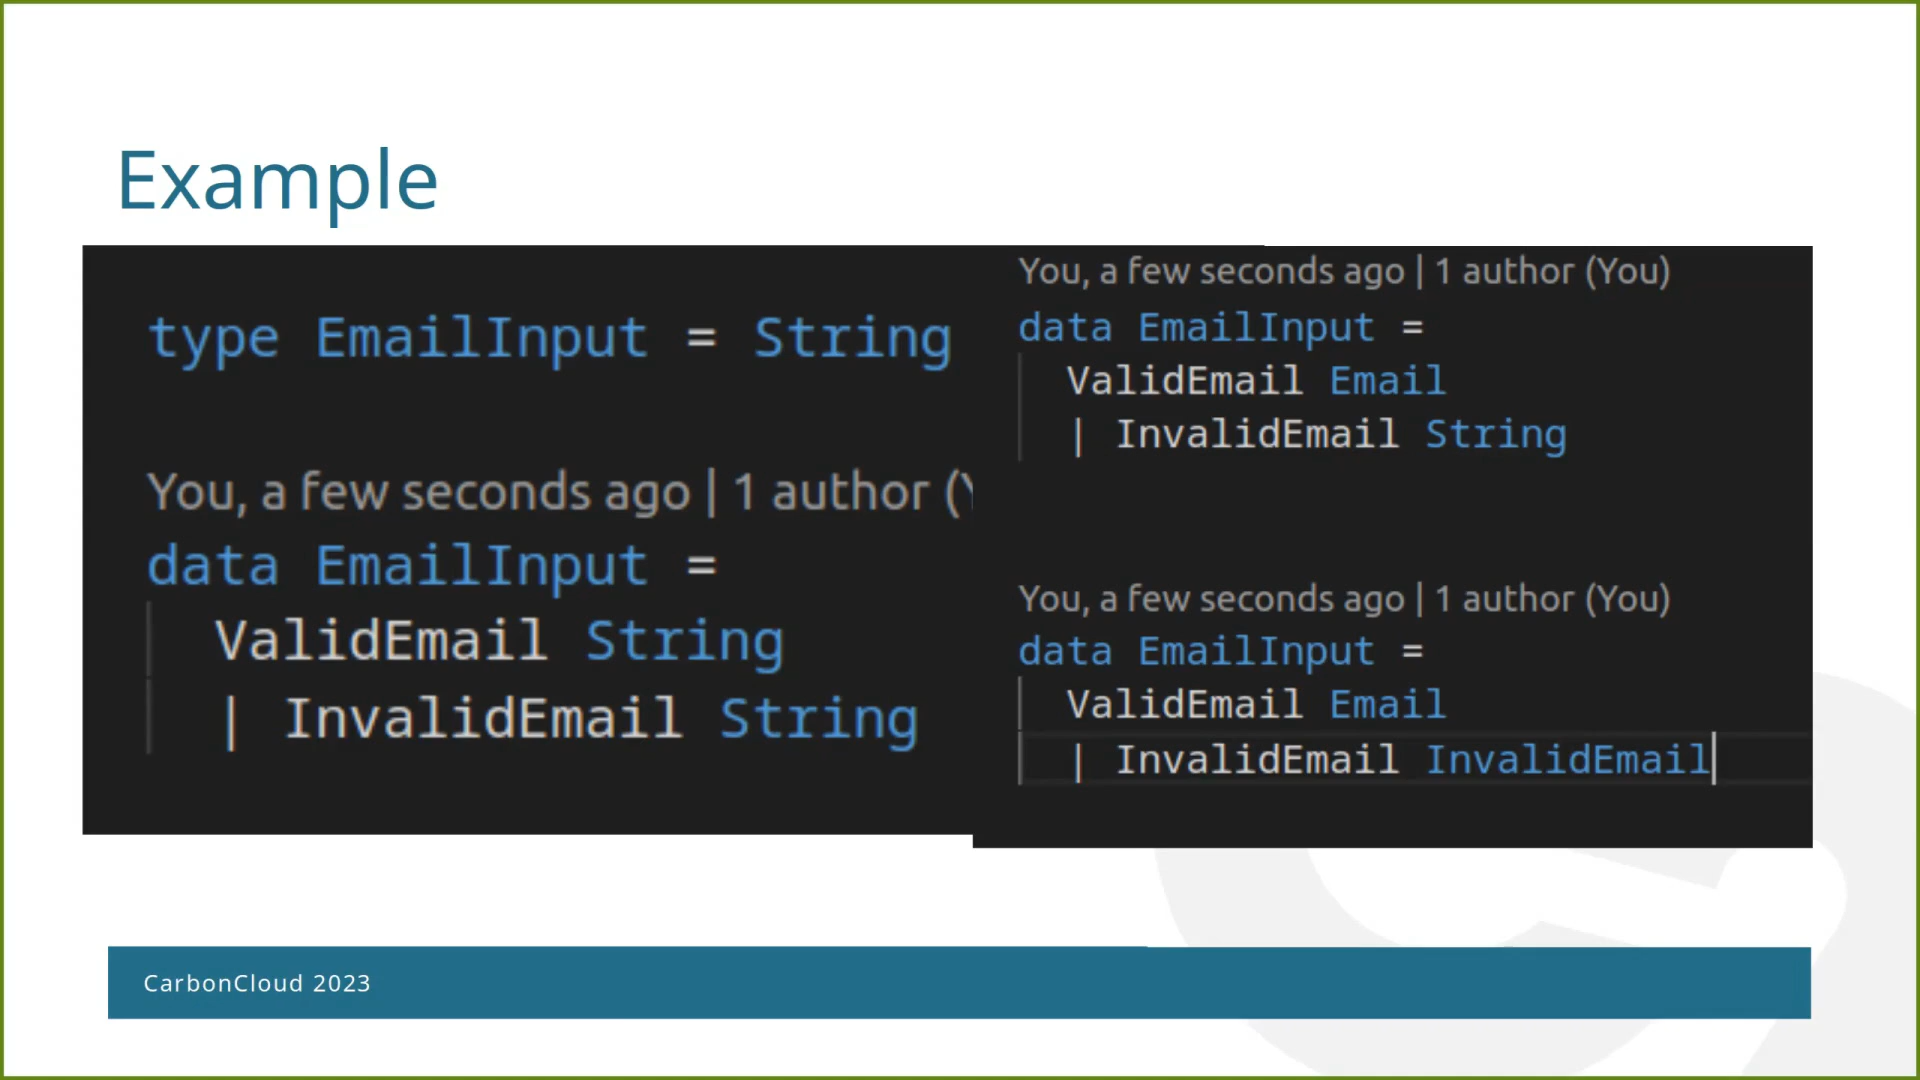 Example
type EmailInput = String
You, a few seconds ago | 1 author (Y
data EmailInput =
ValidEmail String
| InvalidEmail String
You, a few seconds ago | 1 author (You)
data EmailInput =
ValidEmail Email
| InvalidEmail String
You, a few seconds ago | 1 author (You)
data EmailInput =
ValidEmail Email
| InvalidEmail InvalidEmail
CarbonCloud 2023